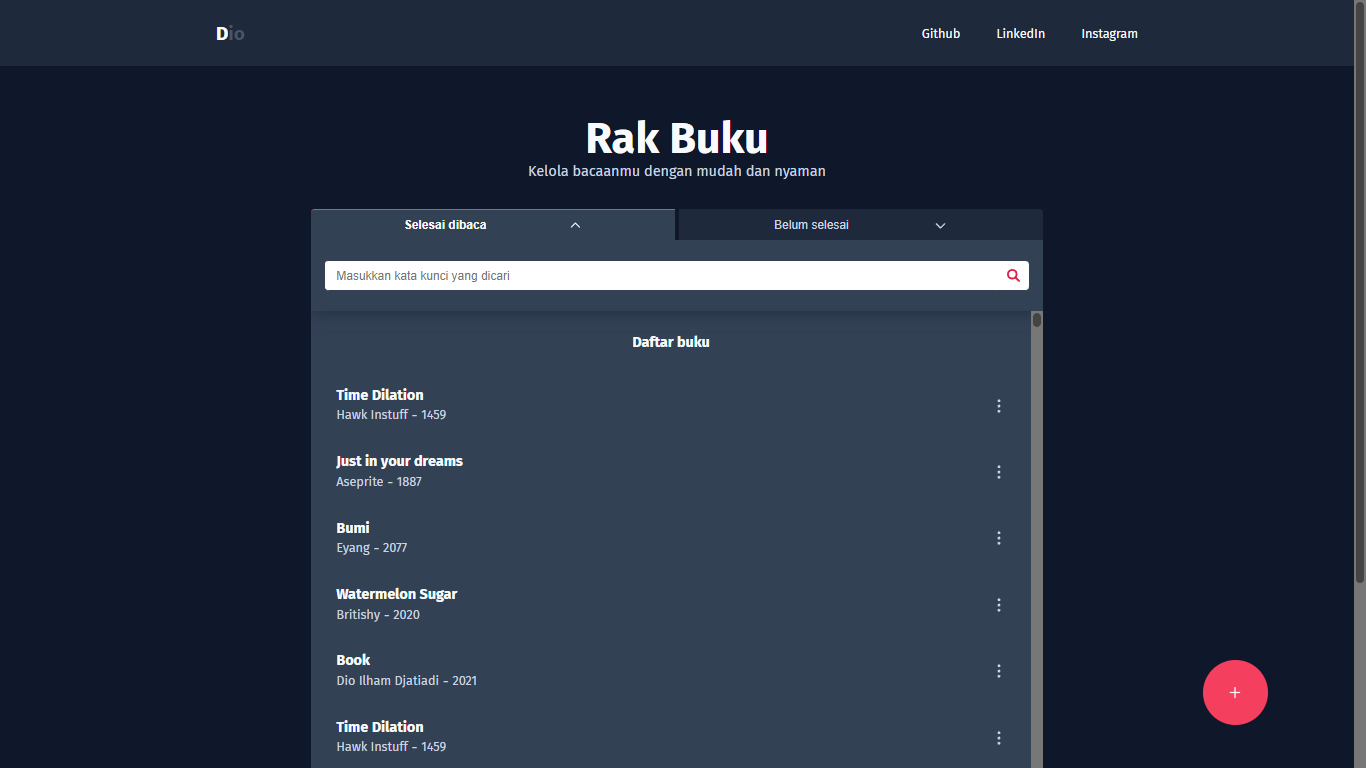 Dio
Github LinkedIn Instagram
Rak Buku
Kelola bacaanmu dengan mudah dan nyaman
Selesai dibaca
Belum selesai
Masukkan kata kunci yang dicari
Daftar buku
Time Dilation
Hawk Instuff - 1459
Just in your dreams
Aseprite - 1887
Bumi
Eyang - 2077
Watermelon Sugar
Britishy - 2020
Book
Dio Ilham Djatiadi - 2021
Time Dilation
Hawk Instuff - 1459
+